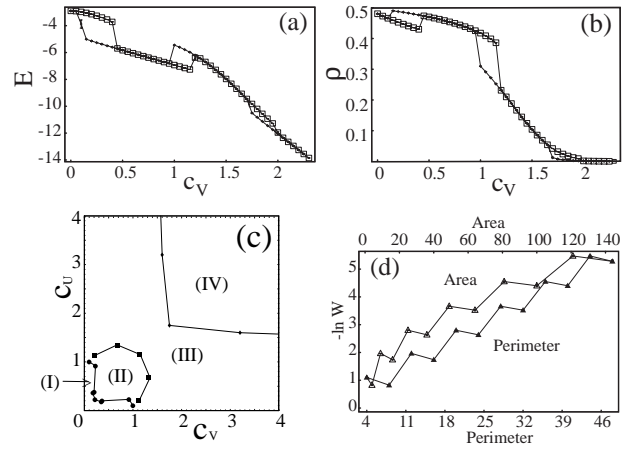 (a)
E
-4
-6
-8
-10
-12
-14
0 0.5 1 1.5 2
c_V
(b)
ρ
0.5
0.4
0.3
0.2
0.1
0 0.5 1 1.5 2
c_V
(c)
c_U
4
3
2
1
0 1 2 3 4
c_V
(I)
(II)
(III)
(IV)
Area
0 20 40 60 80 100 120 140
(d)
-ln W
5
4
3
2
1
0
Area
Perimeter
4 11 18 25 32 39 46
Perimeter